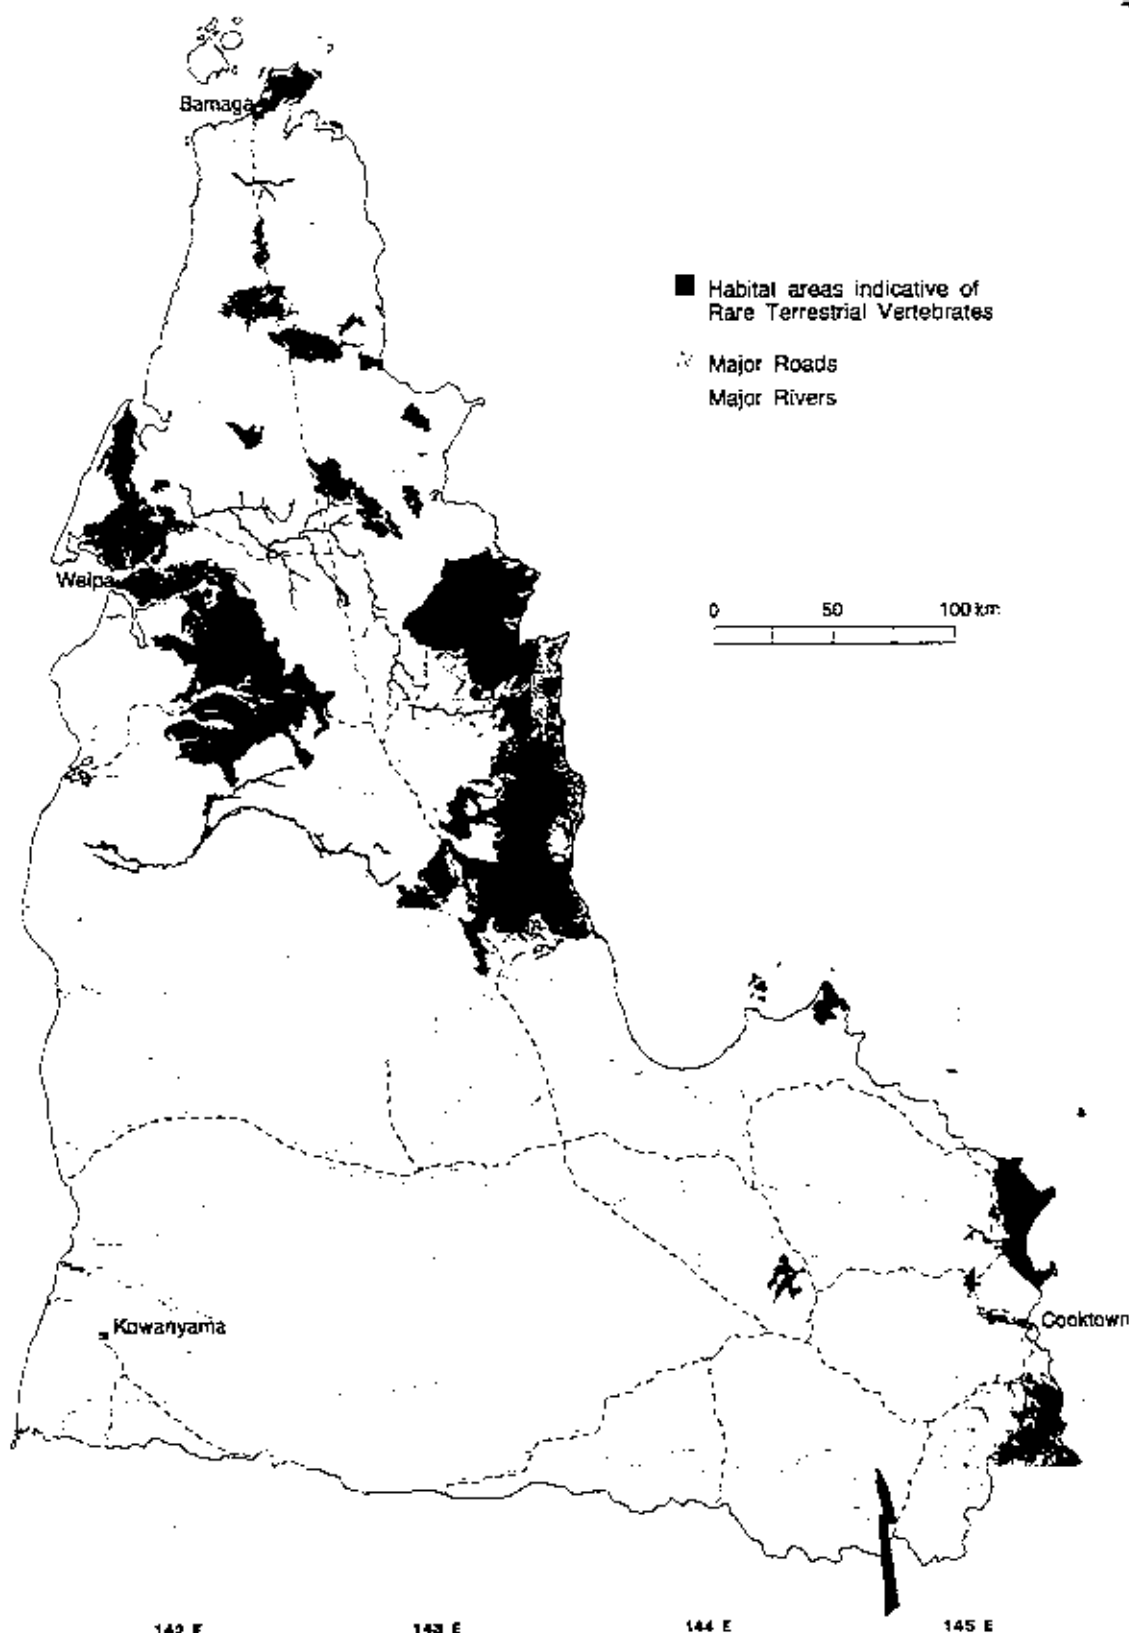 Bamaga
Habitat areas indicative of
Rare Terrestrial Vertebrates
Major Roads
Major Rivers
Weipa
0 50 100 km
Kowanyama
Cooktown
142 E 143 E 144 E 145 E